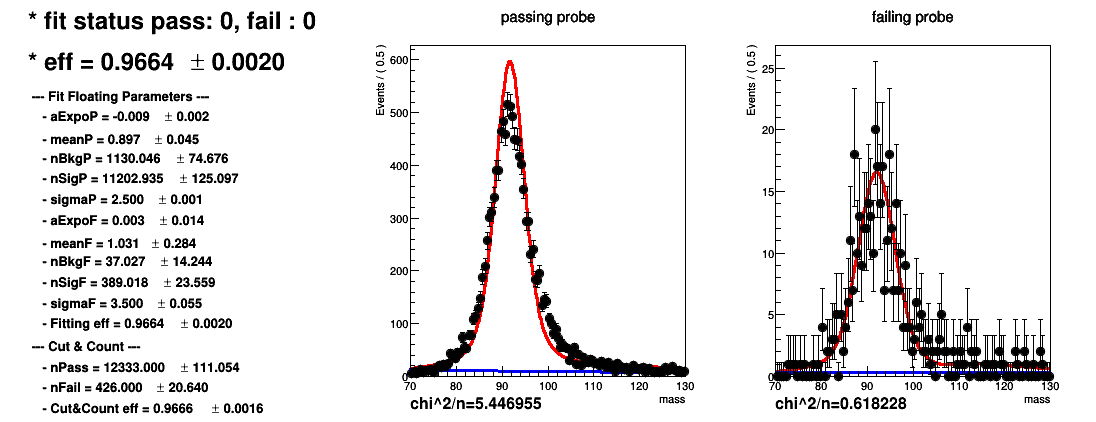 * fit status pass: 0, fail : 0
* eff = 0.9664 ± 0.0020
--- Fit Floating Parameters ---
- aExpoP = -0.009 ± 0.002
- meanP = 0.897 ± 0.045
- nBkgP = 1130.046 ± 74.676
- nSigP = 11202.935 ± 125.097
- sigmaP = 2.500 ± 0.001
- aExpoF = 0.003 ± 0.014
- meanF = 1.031 ± 0.284
- nBkgF = 37.027 ± 14.244
- nSigF = 389.018 ± 23.559
- sigmaF = 3.500 ± 0.055
- Fitting eff = 0.9664 ± 0.0020
--- Cut & Count ---
- nPass = 12333.000 ± 111.054
- nFail = 426.000 ± 20.640
- Cut&Count eff = 0.9666 ± 0.0016
passing probe
Events / ( 0.5 )
600
500
400
300
200
100
0
70 80 90 100 110 120 130
mass
chi^2/n=5.446955
failing probe
Events / ( 0.5 )
25
20
15
10
5
0
70 80 90 100 110 120 130
mass
chi^2/n=0.618228